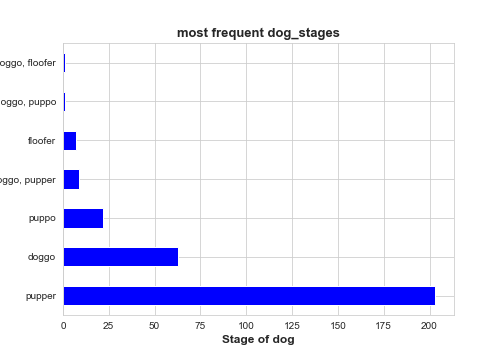 most frequent dog_stages
oggo, floofer
oggo, puppo
floofer
oggo, pupper
puppo
doggo
pupper
0 25 50 75 100 125 150 175 200
Stage of dog